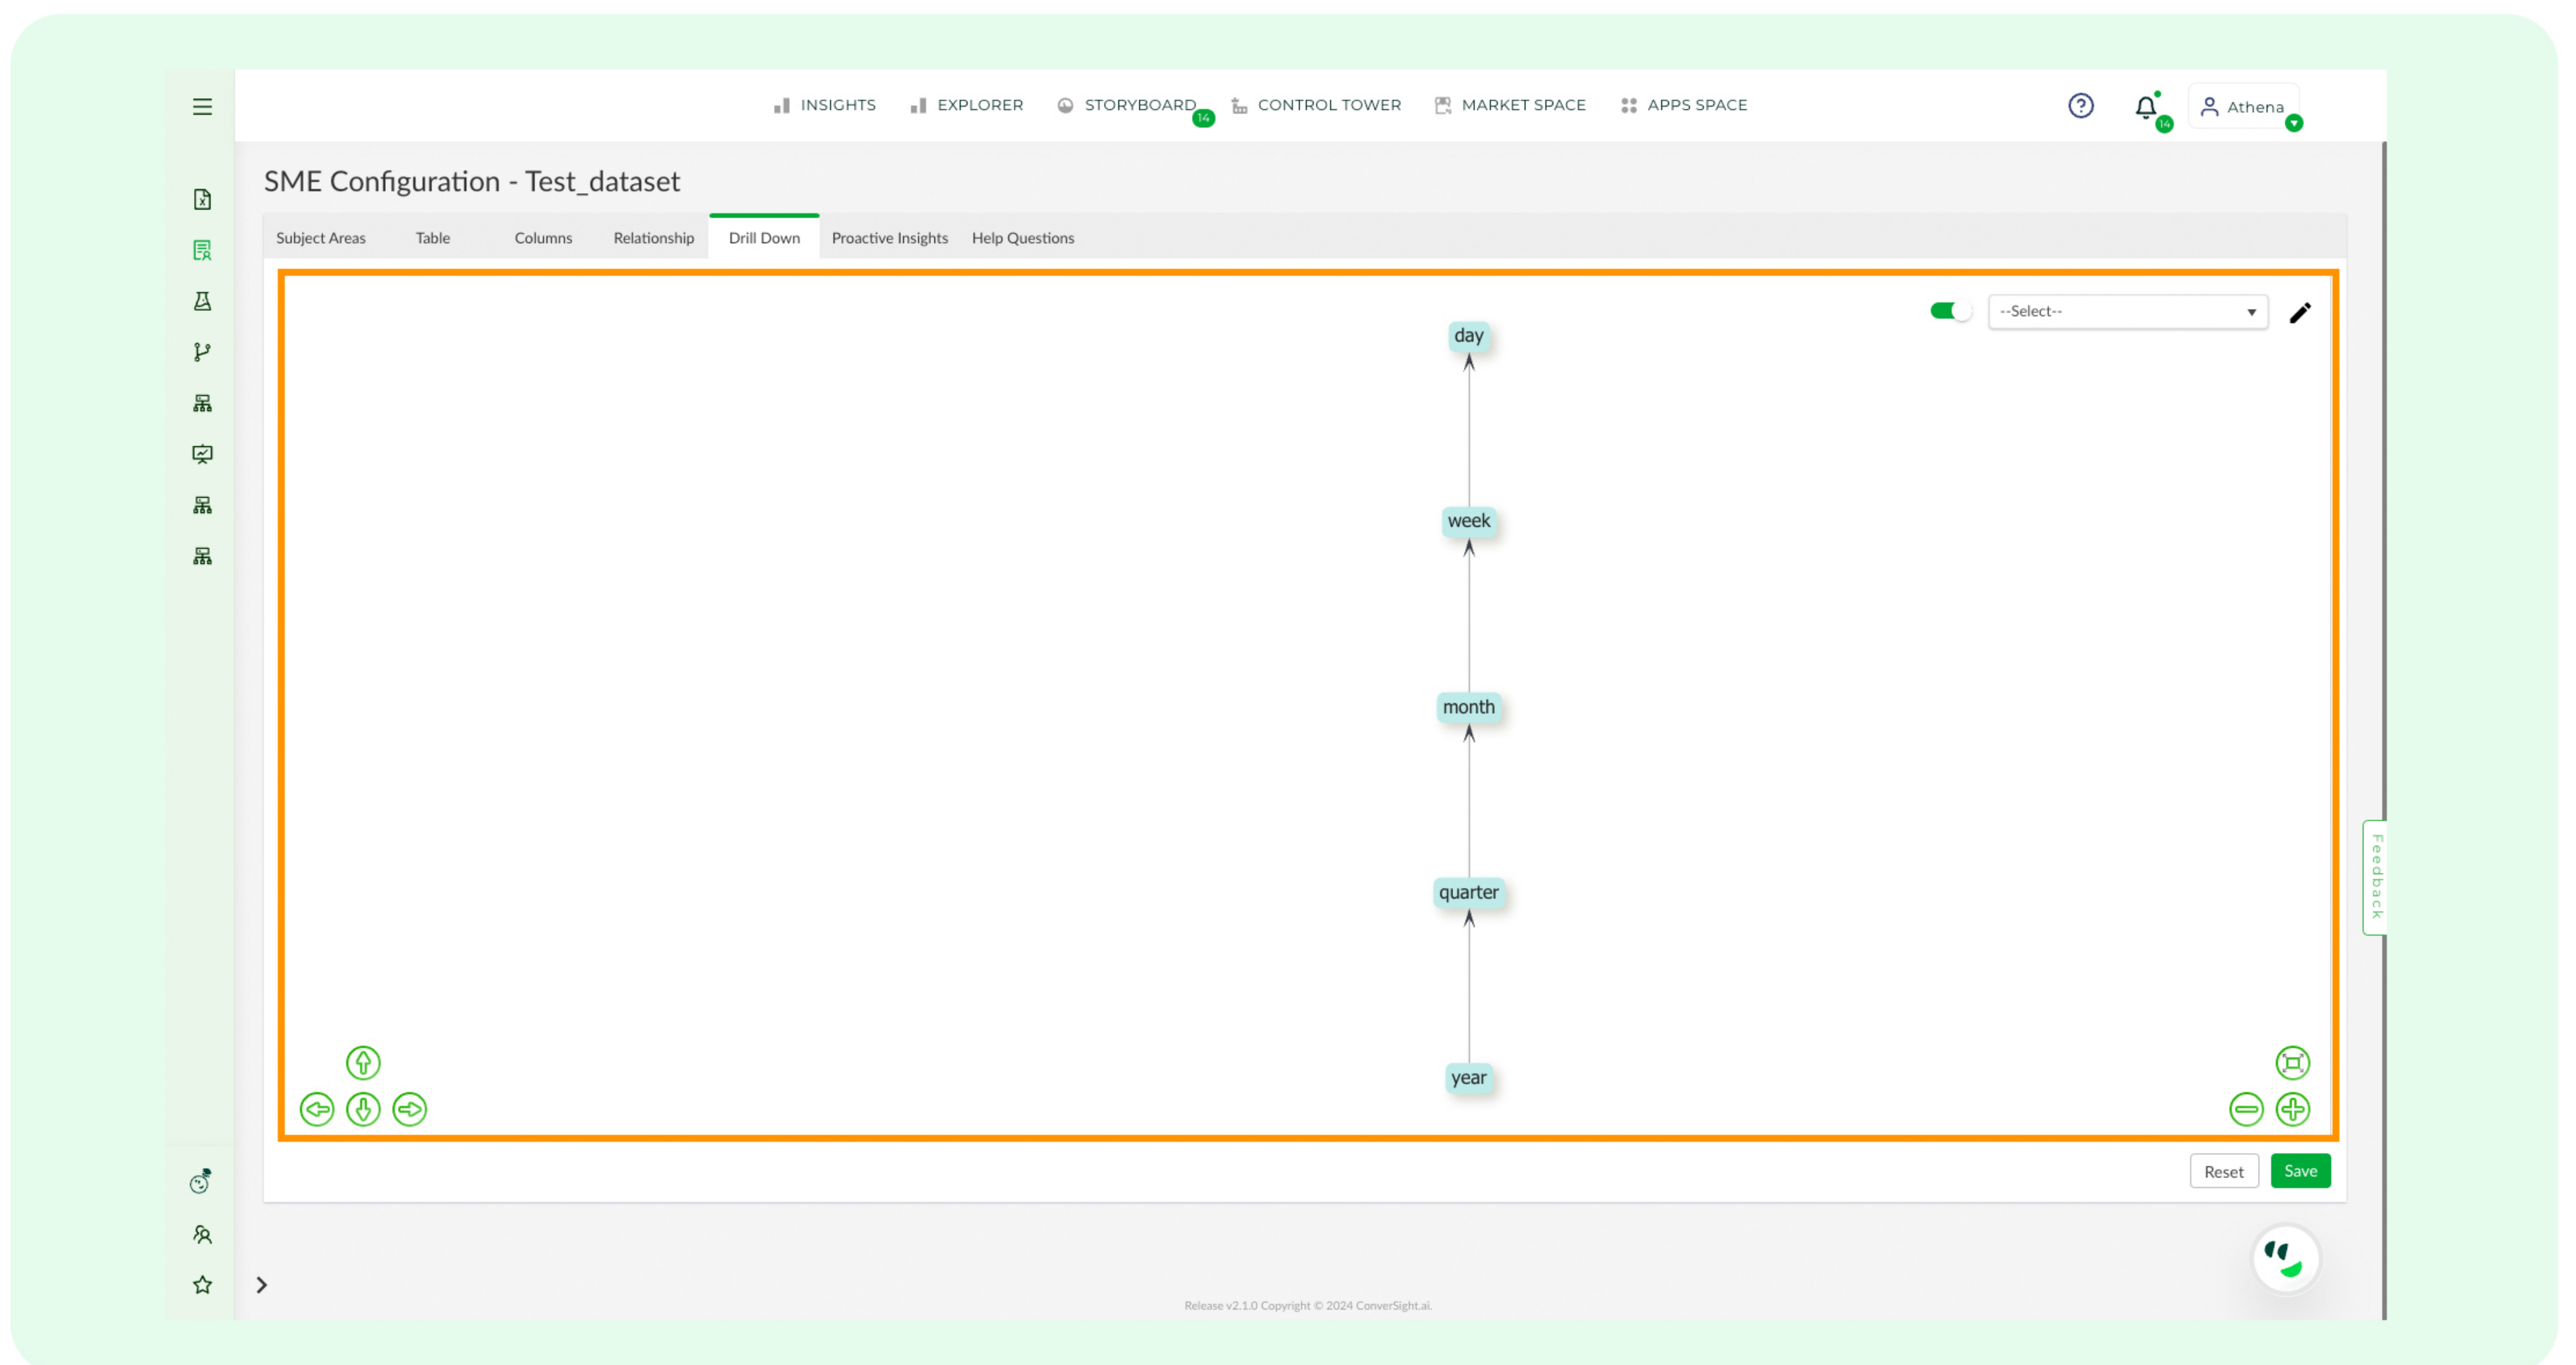 INSIGHTS EXPLORER STORYBOARD 14 CONTROL TOWER MARKET SPACE APPS SPACE ? 14 Athena
SME Configuration - Test_dataset
Subject Areas Table Columns Relationship Drill Down Proactive Insights Help Questions
--Select--
day
week
month
quarter
year
Feedback
Reset Save
Release v2.1.0 Copyright © 2024 ConverSight.ai.